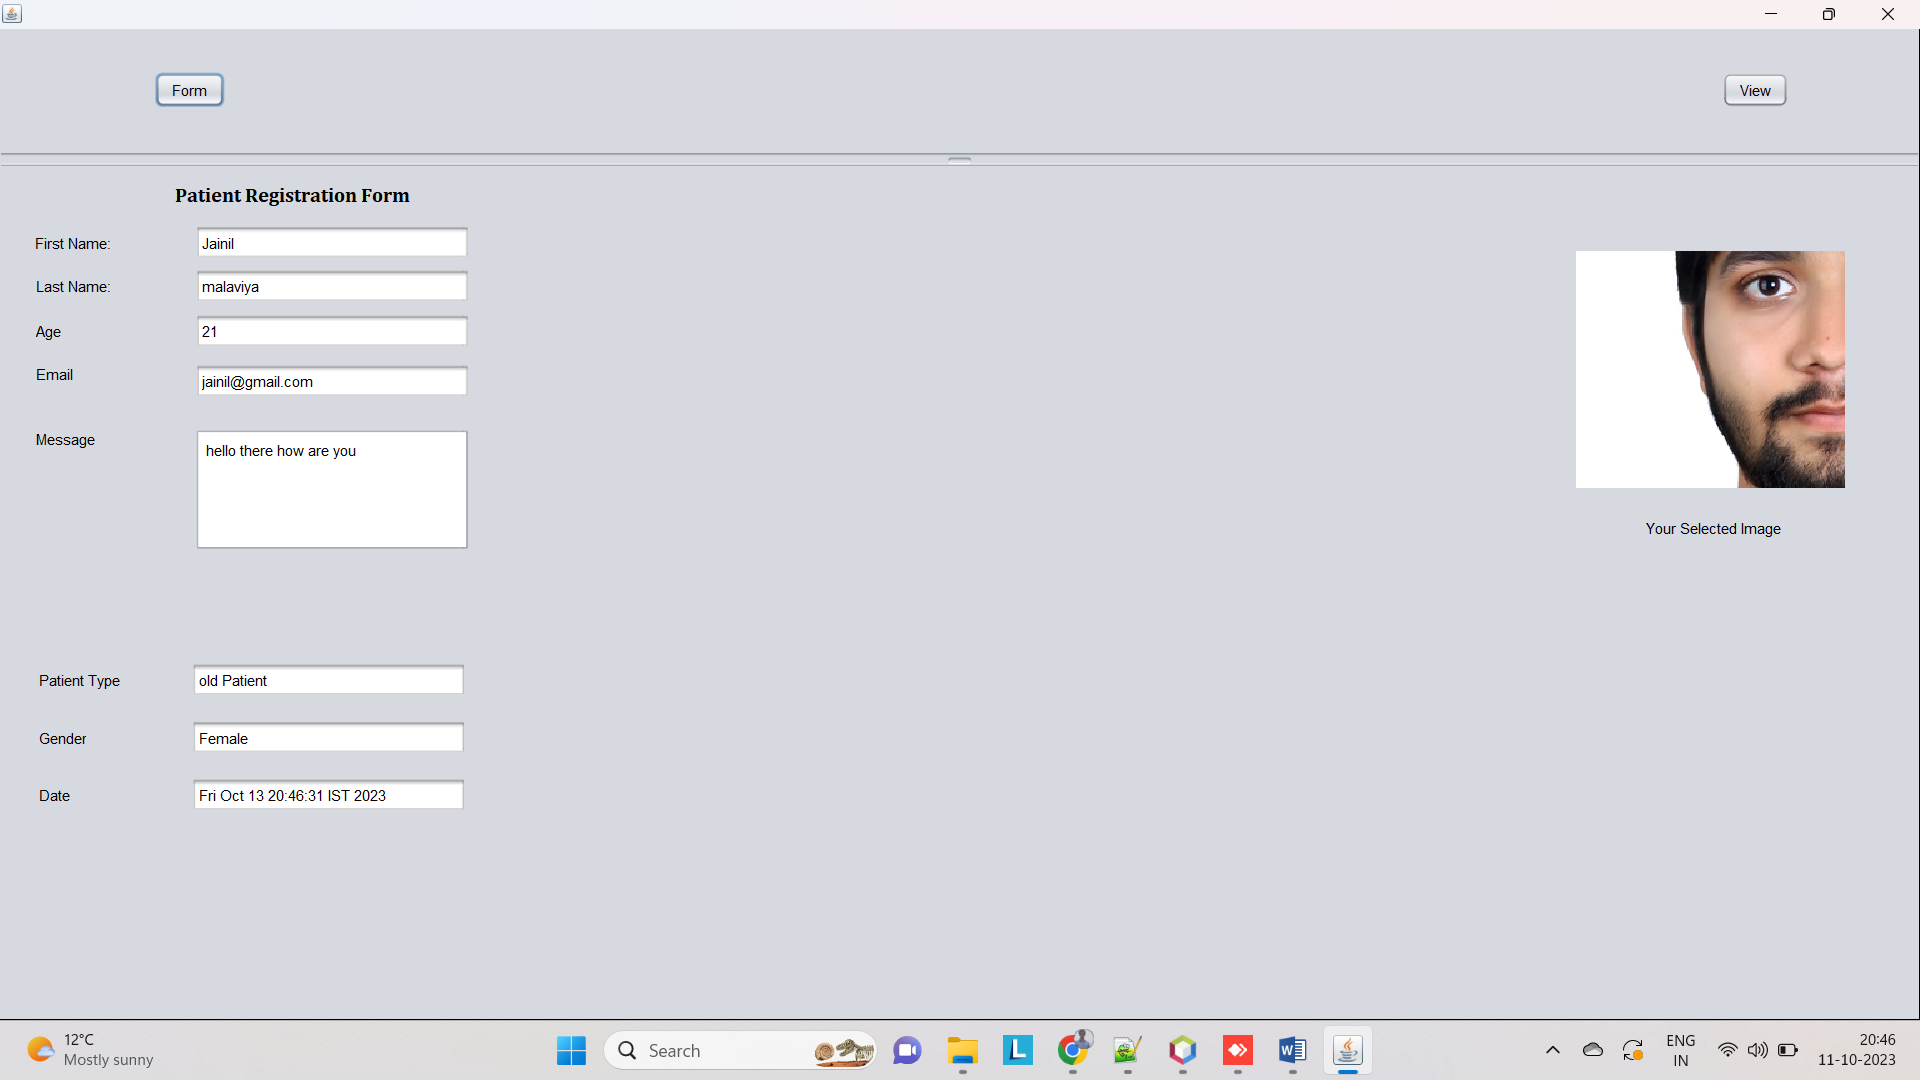 Form
View
Patient Registration Form
First Name: Jainil
Last Name: malaviya
Age 21
Email jainil@gmail.com
Message hello there how are you
Your Selected Image
Patient Type old Patient
Gender Female
Date Fri Oct 13 20:46:31 IST 2023
12°C
Mostly sunny
Search
L
W
ENG
IN
20:46
11-10-2023